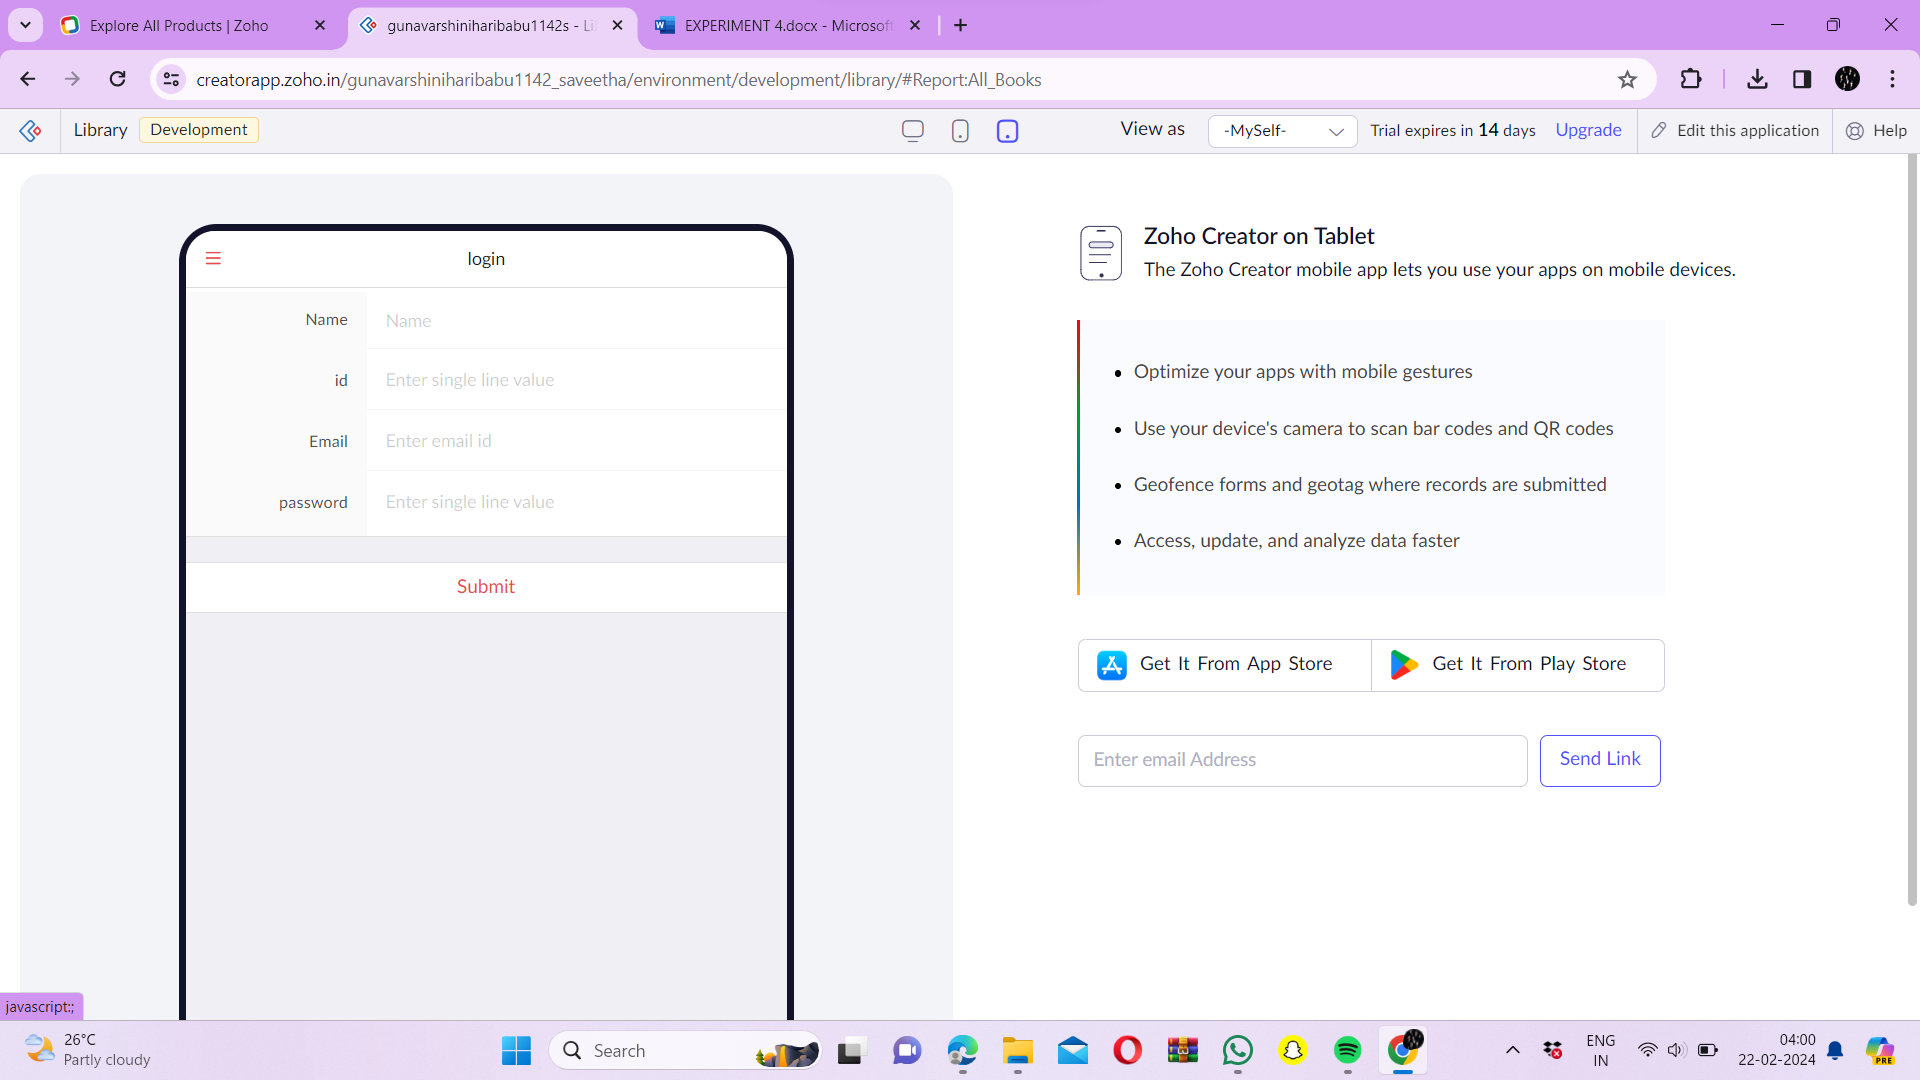 Explore All Products | Zoho
gunavarshiniharibabu1142s - Li
EXPERIMENT 4.docx - Microsoft
creatorapp.zoho.in/gunavarshiniharibabu1142_saveetha/environment/development/library/#Report:All_Books
Library
Development
View as
-MySelf-
Trial expires in 14 days
Upgrade
Edit this application
Help
login
Name
Name
id
Enter single line value
Email
Enter email id
password
Enter single line value
Submit
Zoho Creator on Tablet
The Zoho Creator mobile app lets you use your apps on mobile devices.
Optimize your apps with mobile gestures
Use your device's camera to scan bar codes and QR codes
Geofence forms and geotag where records are submitted
Access, update, and analyze data faster
Get It From App Store
Get It From Play Store
Enter email Address
Send Link
javascript:;
26°C
Partly cloudy
Search
ENG
IN
04:00
22-02-2024
PRE